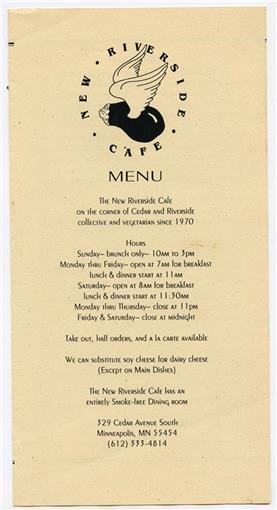 NEW · RIVERSIDE · CAFE
MENU
The New Riverside Cafe
on the corner of Cedar and Riverside
collective and vegetarian since 1970
Hours
Sunday– brunch only– 10am to 3pm
Monday thru Friday– open at 7am for breakfast
lunch & dinner start at 11am
Saturday– open at 8am for breakfast
lunch & dinner start at 11:30am
Monday thru Thursday– close at 11pm
Friday & Saturday– close at midnight
Take out, half orders, and a la carte available
We can substitute soy cheese for dairy cheese
(Except on Main Dishes)
The New Riverside Cafe has an
entirely Smoke-free Dining room
329 Cedar Avenue South
Minneapolis, MN 55454
(612) 333-4814